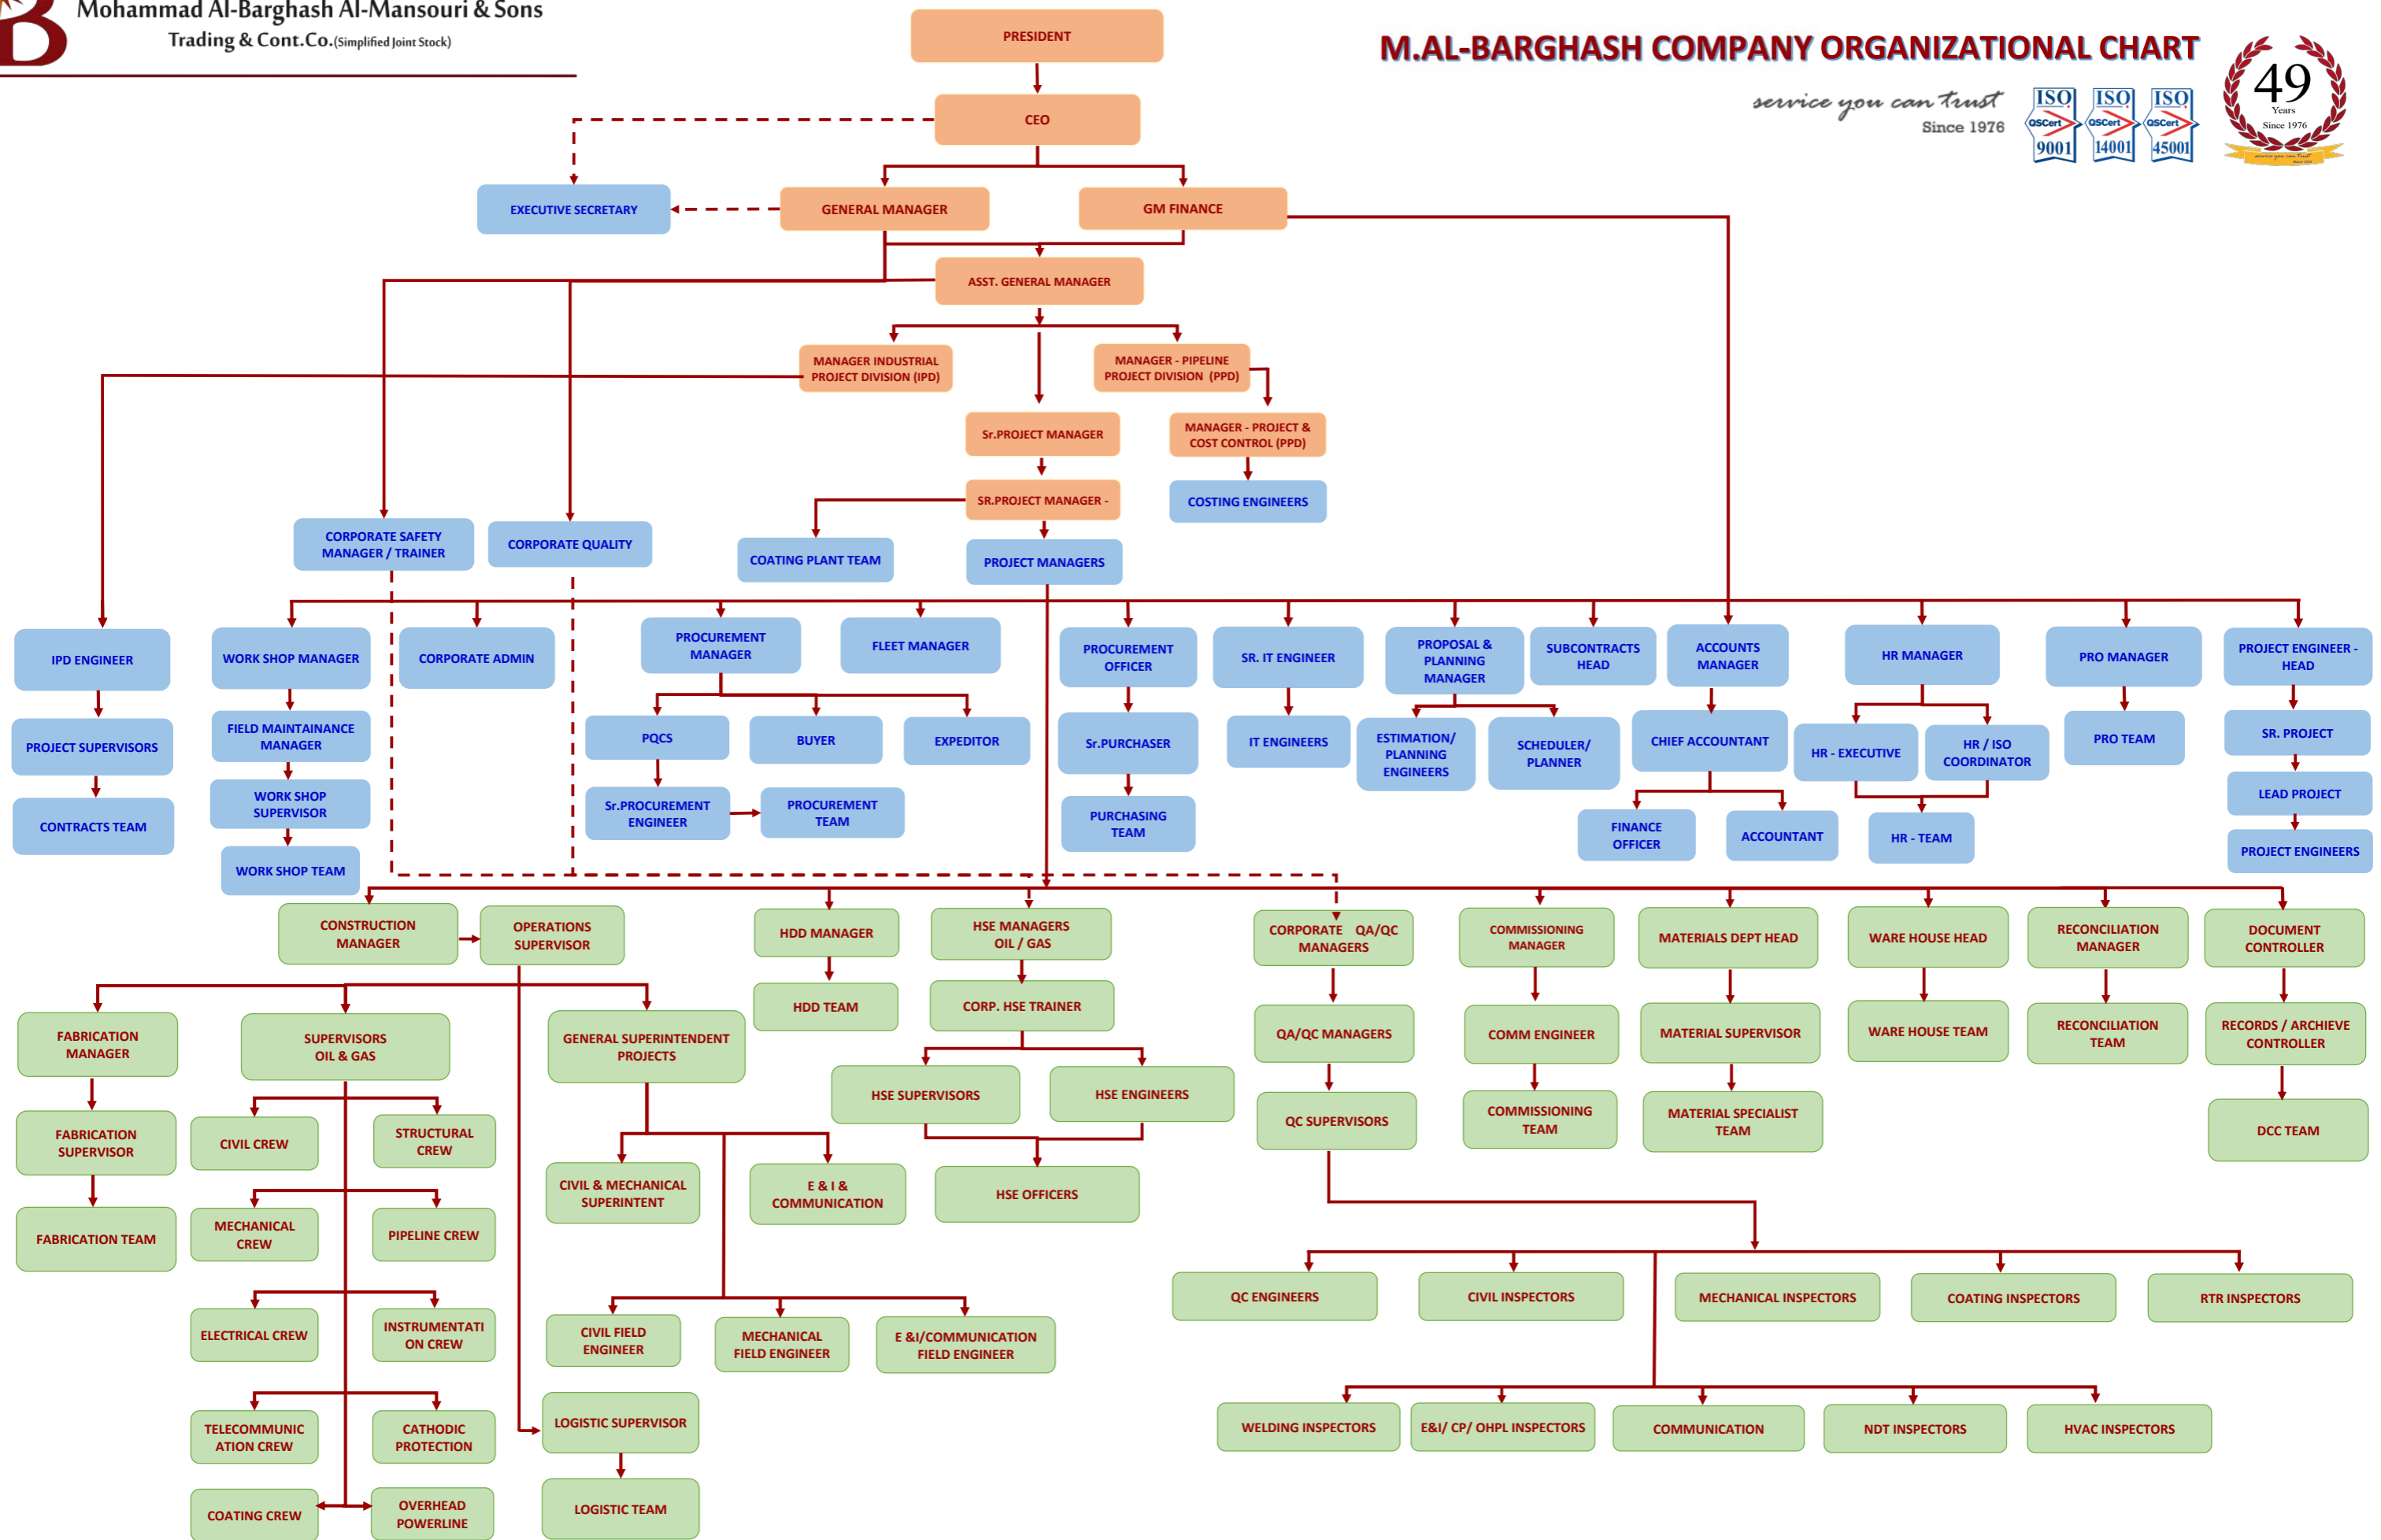 Mohammad Al-Barghash Al-Mansouri & Sons
Trading & Cont.Co.(Simplified Joint Stock)
M.AL-BARGHASH COMPANY ORGANIZATIONAL CHART
service you can trust
Since 1976
ISO
QSCert
9001
ISO
QSCert
14001
ISO
QSCert
45001
49
Years
Since 1976
service you can trust
PRESIDENT
CEO
EXECUTIVE SECRETARY
GENERAL MANAGER
GM FINANCE
ASST. GENERAL MANAGER
MANAGER INDUSTRIAL
PROJECT DIVISION (IPD)
MANAGER - PIPELINE
PROJECT DIVISION (PPD)
Sr.PROJECT MANAGER
MANAGER - PROJECT &
COST CONTROL (PPD)
SR.PROJECT MANAGER -
COSTING ENGINEERS
CORPORATE SAFETY
MANAGER / TRAINER
CORPORATE QUALITY
COATING PLANT TEAM
PROJECT MANAGERS
IPD ENGINEER
WORK SHOP MANAGER
CORPORATE ADMIN
PROCUREMENT
MANAGER
FLEET MANAGER
PROCUREMENT
OFFICER
SR. IT ENGINEER
PROPOSAL &
PLANNING
MANAGER
SUBCONTRACTS
HEAD
ACCOUNTS
MANAGER
HR MANAGER
PRO MANAGER
PROJECT ENGINEER -
HEAD
PROJECT SUPERVISORS
FIELD MAINTAINANCE
MANAGER
PQCS
BUYER
EXPEDITOR
Sr.PURCHASER
IT ENGINEERS
ESTIMATION/
PLANNING
ENGINEERS
SCHEDULER/
PLANNER
CHIEF ACCOUNTANT
HR - EXECUTIVE
HR / ISO
COORDINATOR
PRO TEAM
SR. PROJECT
CONTRACTS TEAM
WORK SHOP
SUPERVISOR
Sr.PROCUREMENT
ENGINEER
PROCUREMENT
TEAM
PURCHASING
TEAM
FINANCE
OFFICER
ACCOUNTANT
HR - TEAM
LEAD PROJECT
WORK SHOP TEAM
PROJECT ENGINEERS
CONSTRUCTION
MANAGER
OPERATIONS
SUPERVISOR
HDD MANAGER
HSE MANAGERS
OIL / GAS
CORPORATE QA/QC
MANAGERS
COMMISSIONING
MANAGER
MATERIALS DEPT HEAD
WARE HOUSE HEAD
RECONCILIATION
MANAGER
DOCUMENT
CONTROLLER
FABRICATION
MANAGER
SUPERVISORS
OIL & GAS
GENERAL SUPERINTENDENT
PROJECTS
HDD TEAM
CORP. HSE TRAINER
QA/QC MANAGERS
COMM ENGINEER
MATERIAL SUPERVISOR
WARE HOUSE TEAM
RECONCILIATION
TEAM
RECORDS / ARCHIEVE
CONTROLLER
FABRICATION
SUPERVISOR
CIVIL CREW
STRUCTURAL
CREW
HSE SUPERVISORS
HSE ENGINEERS
QC SUPERVISORS
COMMISSIONING
TEAM
MATERIAL SPECIALIST
TEAM
DCC TEAM
FABRICATION TEAM
MECHANICAL
CREW
PIPELINE CREW
CIVIL & MECHANICAL
SUPERINTENT
E & I &
COMMUNICATION
HSE OFFICERS
QC ENGINEERS
CIVIL INSPECTORS
MECHANICAL INSPECTORS
COATING INSPECTORS
RTR INSPECTORS
ELECTRICAL CREW
INSTRUMENTATI
ON CREW
CIVIL FIELD
ENGINEER
MECHANICAL
FIELD ENGINEER
E &I/COMMUNICATION
FIELD ENGINEER
TELECOMMUNIC
ATION CREW
CATHODIC
PROTECTION
LOGISTIC SUPERVISOR
WELDING INSPECTORS
E&I/ CP/ OHPL INSPECTORS
COMMUNICATION
NDT INSPECTORS
HVAC INSPECTORS
COATING CREW
OVERHEAD
POWERLINE
LOGISTIC TEAM